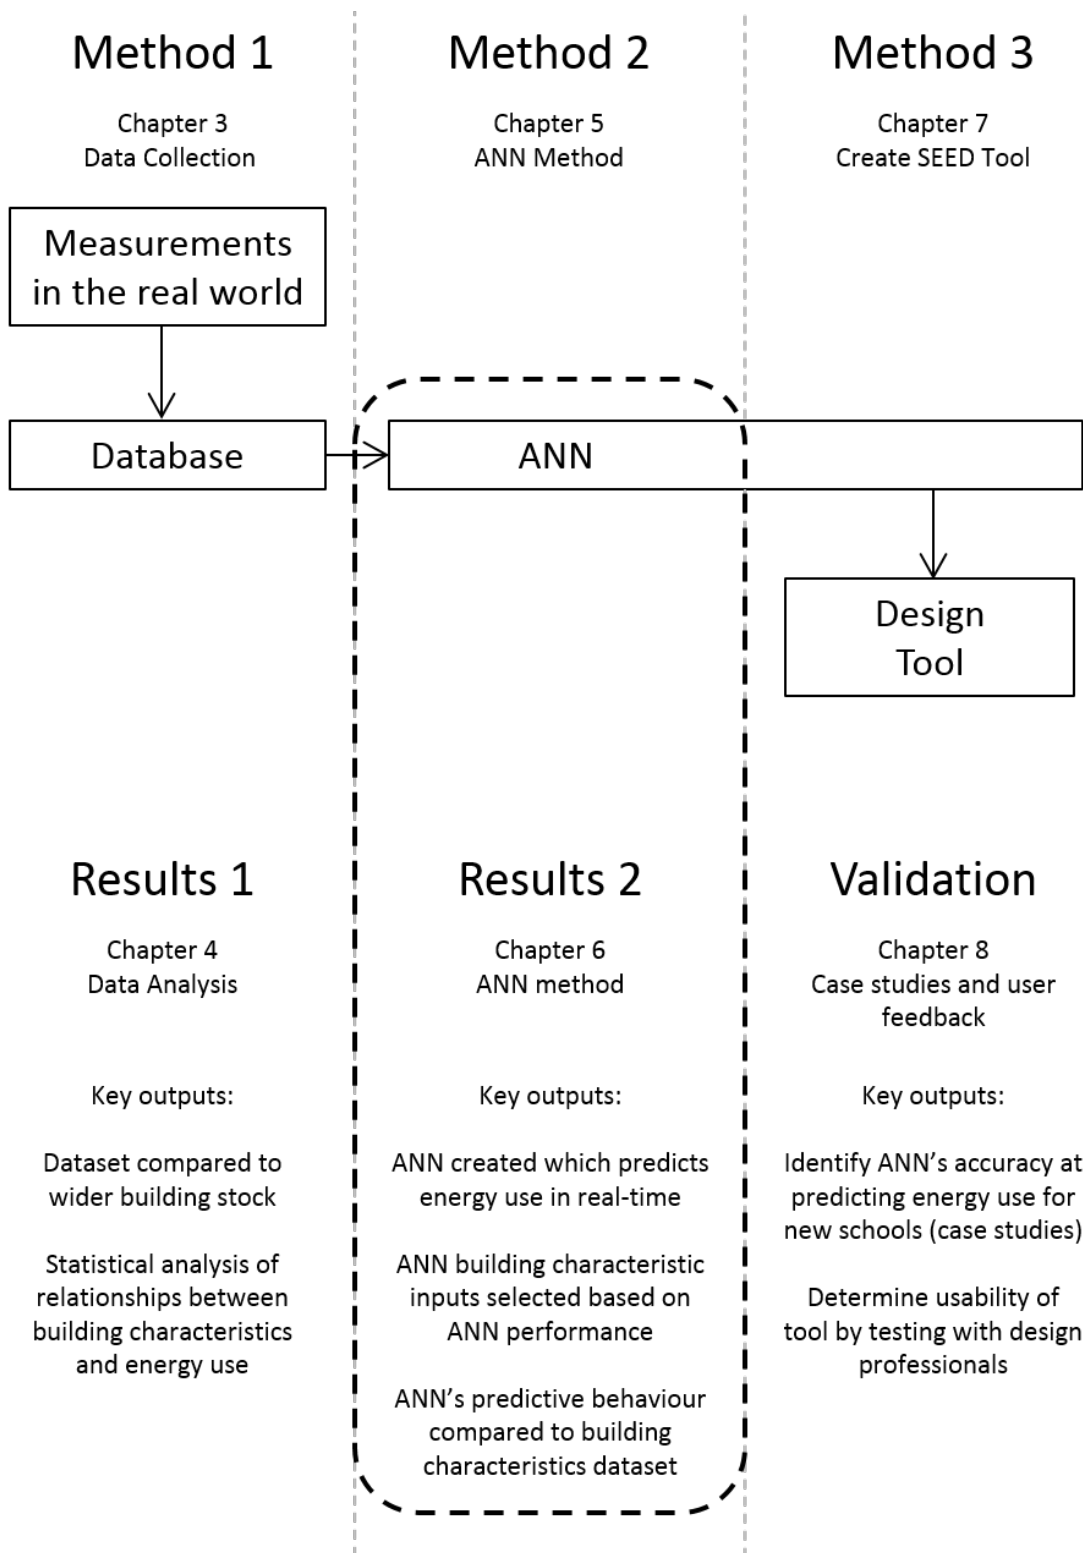 Method 1
Chapter 3
Data Collection
Measurements
in the real world
Database
Method 2
Chapter 5
ANN Method
ANN
Method 3
Chapter 7
Create SEED Tool
Design
Tool
Results 1
Chapter 4
Data Analysis
Key outputs:
Dataset compared to
wider building stock
Statistical analysis of
relationships between
building characteristics
and energy use
Results 2
Chapter 6
ANN method
Key outputs:
ANN created which predicts
energy use in real-time
ANN building characteristic
inputs selected based on
ANN performance
ANN's predictive behaviour
compared to building
characteristics dataset
Validation
Chapter 8
Case studies and user
feedback
Key outputs:
Identify ANN's accuracy at
predicting energy use for
new schools (case studies)
Determine usability of
tool by testing with design
professionals